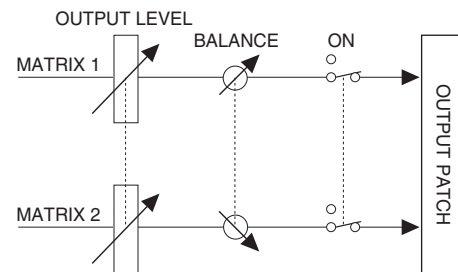 OUTPUT LEVEL
BALANCE
ON
MATRIX 1
MATRIX 2
OUTPUT PATCH